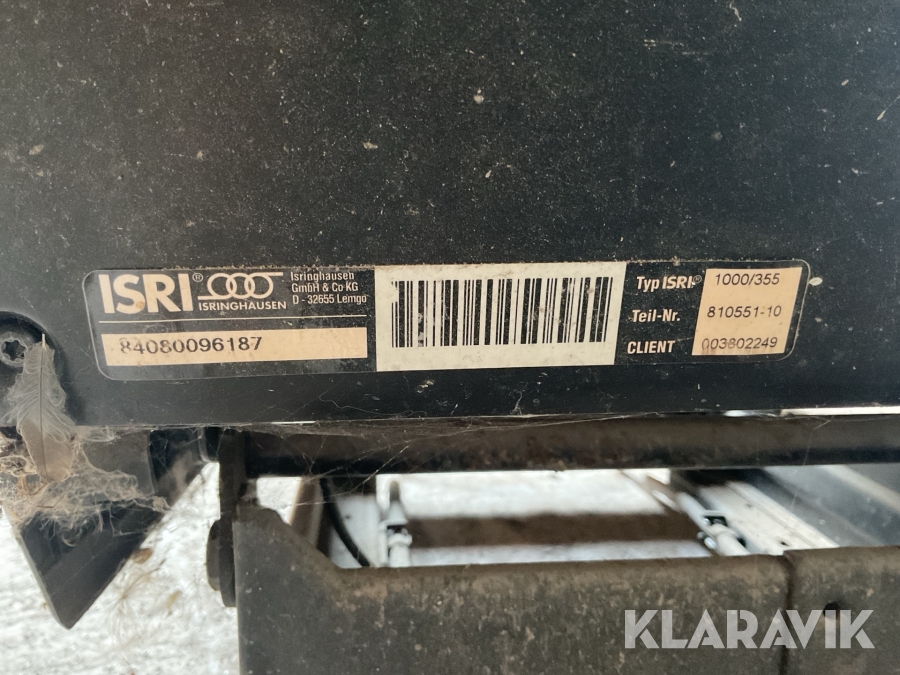 ISRI® ISRINGHAUSEN
Isringhausen
GmbH & Co KG
D - 32655 Lemgo
84080096187
Typ ISRI® 1000/355
Teil-Nr. 810551-10
CLIENT 003602249
KLARAVIK